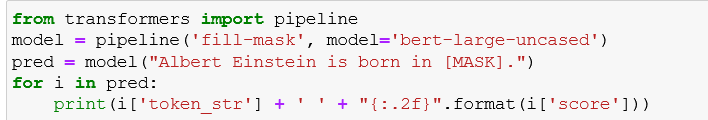 from transformers import pipeline
model = pipeline('fill-mask', model='bert-large-uncased')
pred = model("Albert Einstein is born in [MASK].")
for i in pred:
    print(i['token_str'] + ' ' + "{:.2f}".format(i['score']))